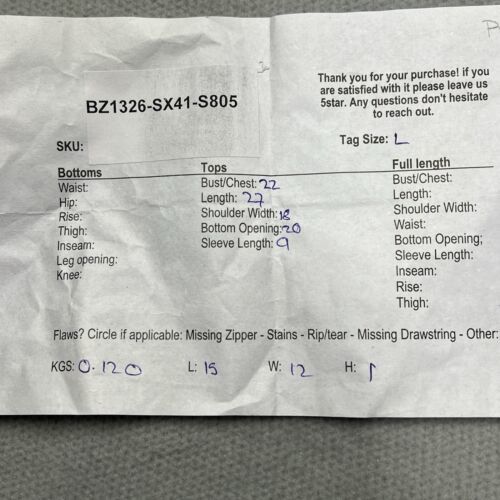 Thank you for your purchase! if you
are satisfied with it please leave us
5star. Any questions don't hesitate
to reach out.
BZ1326-SX41-S805
SKU:
Tag Size: L
Bottoms
Waist:
Hip:
Rise:
Thigh:
Inseam:
Leg opening:
Knee:
Tops
Bust/Chest: 22
Length: 27
Shoulder Width: 18
Bottom Opening: 20
Sleeve Length: 9
Full length
Bust/Chest:
Length:
Shoulder Width:
Waist:
Bottom Opening;
Sleeve Length:
Inseam:
Rise:
Thigh:
Flaws? Circle if applicable: Missing Zipper - Stains - Rip/tear - Missing Drawstring - Other:
KGS: 0.120 L: 15 W: 12 H: 1